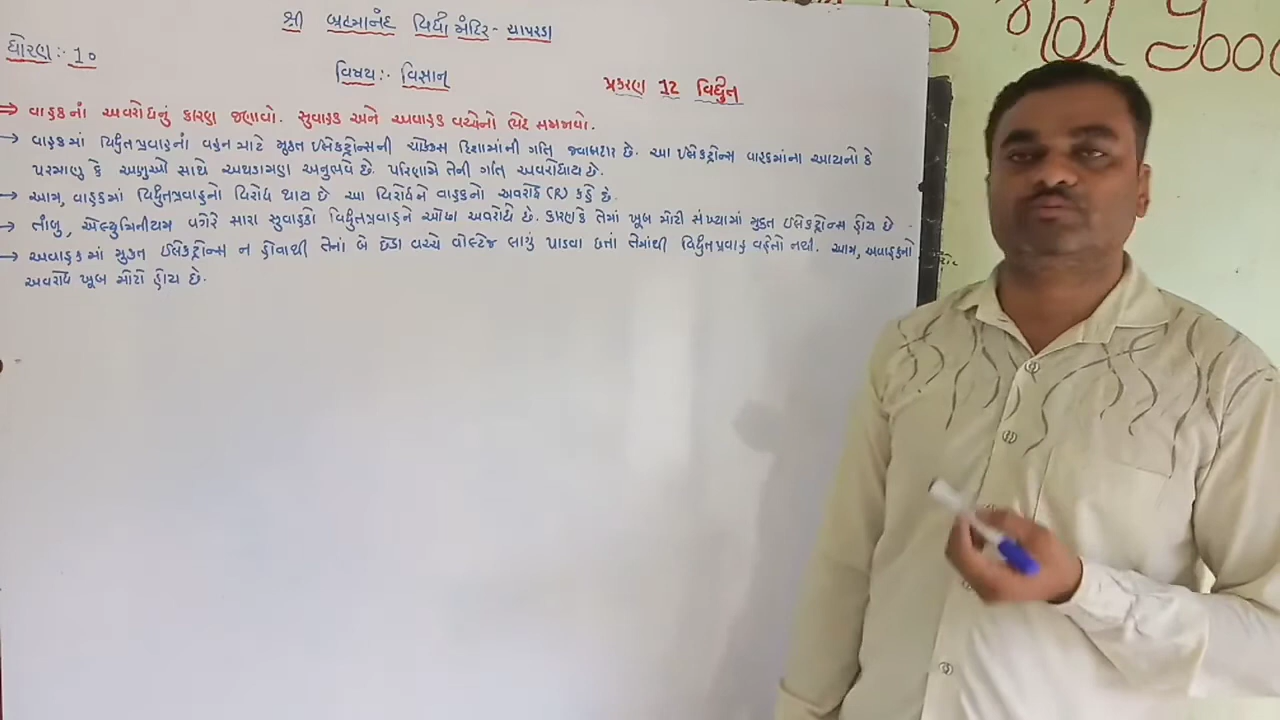 શ્રી બ્રહ્માનંદ વિદ્યા મંદિર - ચાપરડા
ધોરણ :- 10
વિષય :- વિજ્ઞાન
પ્રકરણ 12 વિદ્યુત
⇒ વાહકનાં અવરોધનું કારણ જણાવો. સુવાહક અને અવાહક વચ્ચેનો ભેદ સમજાવો.
→ વાહકમાં વિદ્યુતપ્રવાહનાં વહન માટે મુક્ત ઇલેક્ટ્રોન્સની ચોક્કસ દિશામાંની ગતિ જવાબદાર છે. આ ઇલેક્ટ્રોન્સ વાહકમાંના આયનો કે
પરમાણુ કે અણુઓ સાથે અથડામણ અનુભવે છે. પરિણામે તેની ગતિ અવરોધાય છે.
→ આમ, વાહકમાં વિદ્યુતપ્રવાહનો વિરોધ થાય છે આ વિરોધને વાહકનો અવરોધ (R) કહે છે.
→ તાંબુ, એલ્યુમિનીયમ વગેરે સારા સુવાહકો વિદ્યુતપ્રવાહને ઓછા અવરોધે છે. કારણકે તેમાં ખૂબ મોટી સંખ્યામાં મુક્ત ઇલેક્ટ્રોન્સ હોય છે.
→ અવાહકમાં મુક્ત ઇલેક્ટ્રોન્સ ન હોવાથી તેનાં બે છેડા વચ્ચે વોલ્ટેજ લાગું પાડવા છતાં તેમાંથી વિદ્યુતપ્રવાહ વહેતો નથી. આમ, અવાહકનો
અવરોધ ખૂબ મોટો હોય છે.